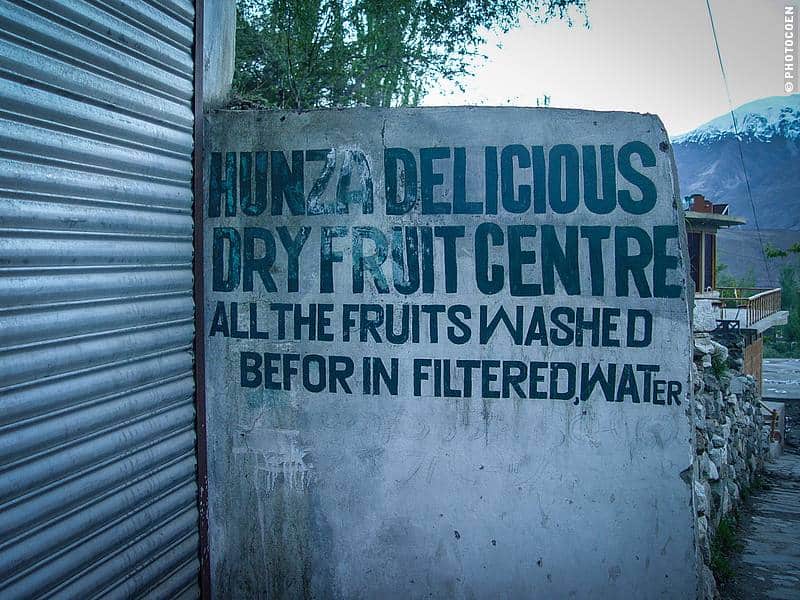 HUNZA DELICIOUS
DRY FRUIT CENTRE
ALL THE FRUITS WASHED
BEFOR IN FILTERED, WATER
© PHOTOCOEN